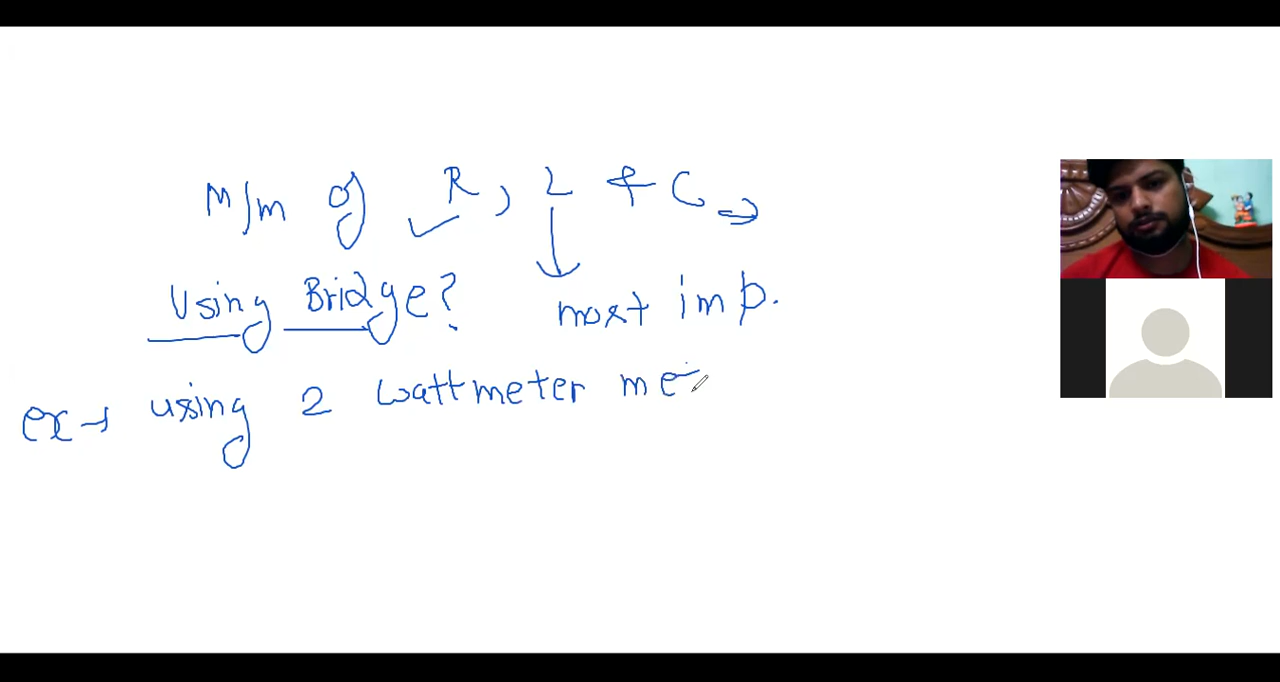 M/m of R, L & C →
Using Bridge? most imp.
ex → using 2 wattmeter me